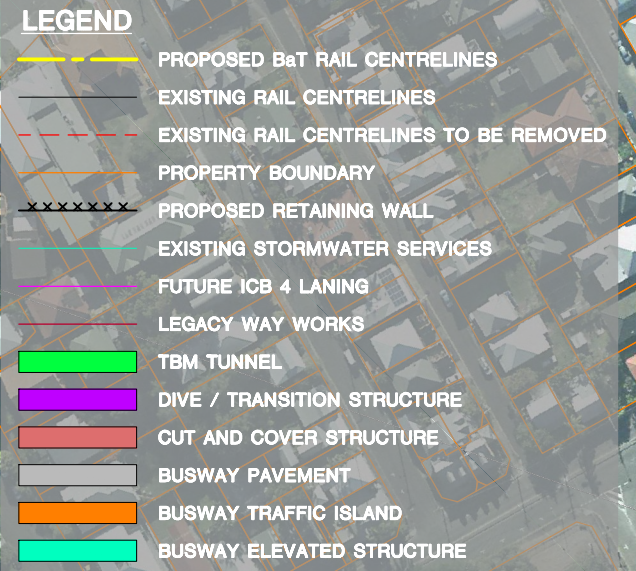 LEGEND
PROPOSED BaT RAIL CENTRELINES
EXISTING RAIL CENTRELINES
EXISTING RAIL CENTRELINES TO BE REMOVED
PROPERTY BOUNDARY
PROPOSED RETAINING WALL
EXISTING STORMWATER SERVICES
FUTURE ICB 4 LANING
LEGACY WAY WORKS
TBM TUNNEL
DIVE / TRANSITION STRUCTURE
CUT AND COVER STRUCTURE
BUSWAY PAVEMENT
BUSWAY TRAFFIC ISLAND
BUSWAY ELEVATED STRUCTURE